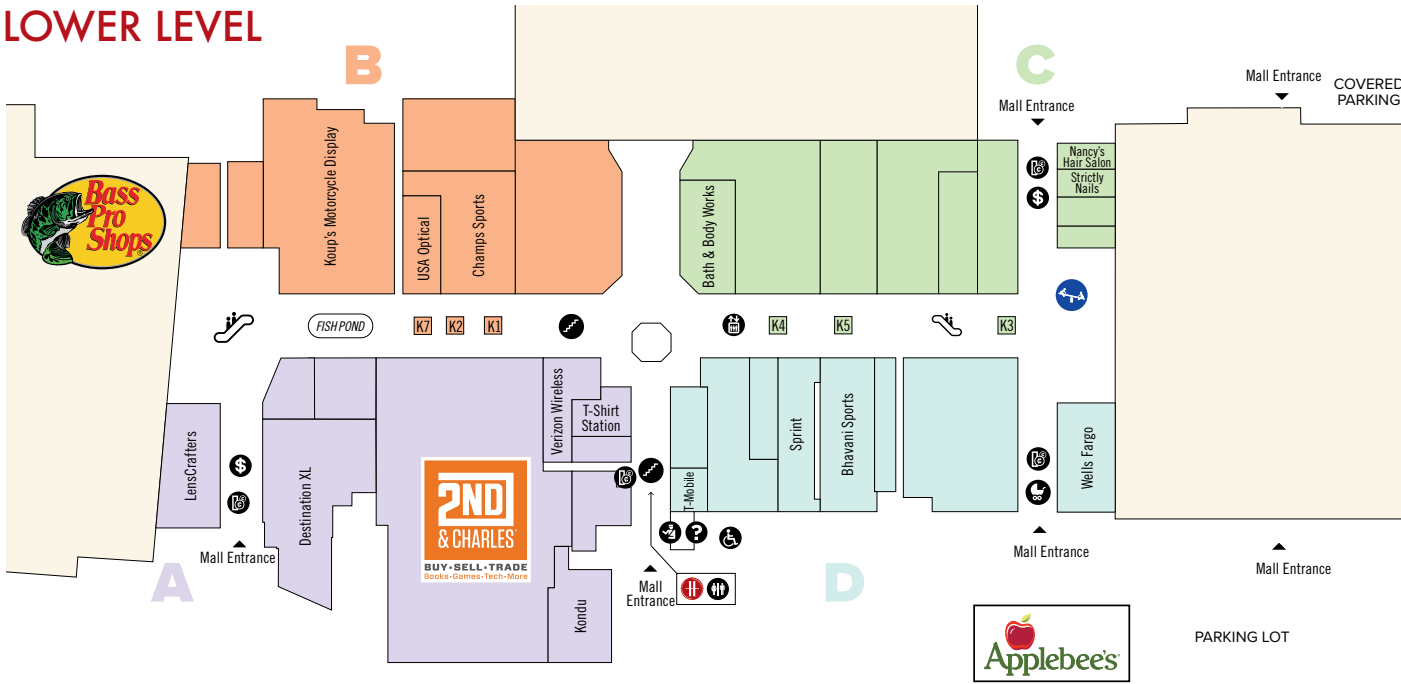 LOWER LEVEL
B
C
Mall Entrance
Mall Entrance
COVERED
PARKING
Bass
Pro
Shops
Koup's Motorcycle Display
USA Optical
Champs Sports
Bath & Body Works
Nancy's
Hair Salon
Strictly
Nails
$
FISH POND
K7
K2
K1
K4
K5
K3
LensCrafters
$
Destination XL
2ND
& CHARLES
BUY•SELL•TRADE
Books•Games•Tech•More
Verizon Wireless
T-Shirt
Station
T-Mobile
Sprint
Bhavani Sports
Wells Fargo
?
Mall Entrance
A
Kondu
Mall
Entrance
D
Mall Entrance
Mall Entrance
Applebee's
PARKING LOT